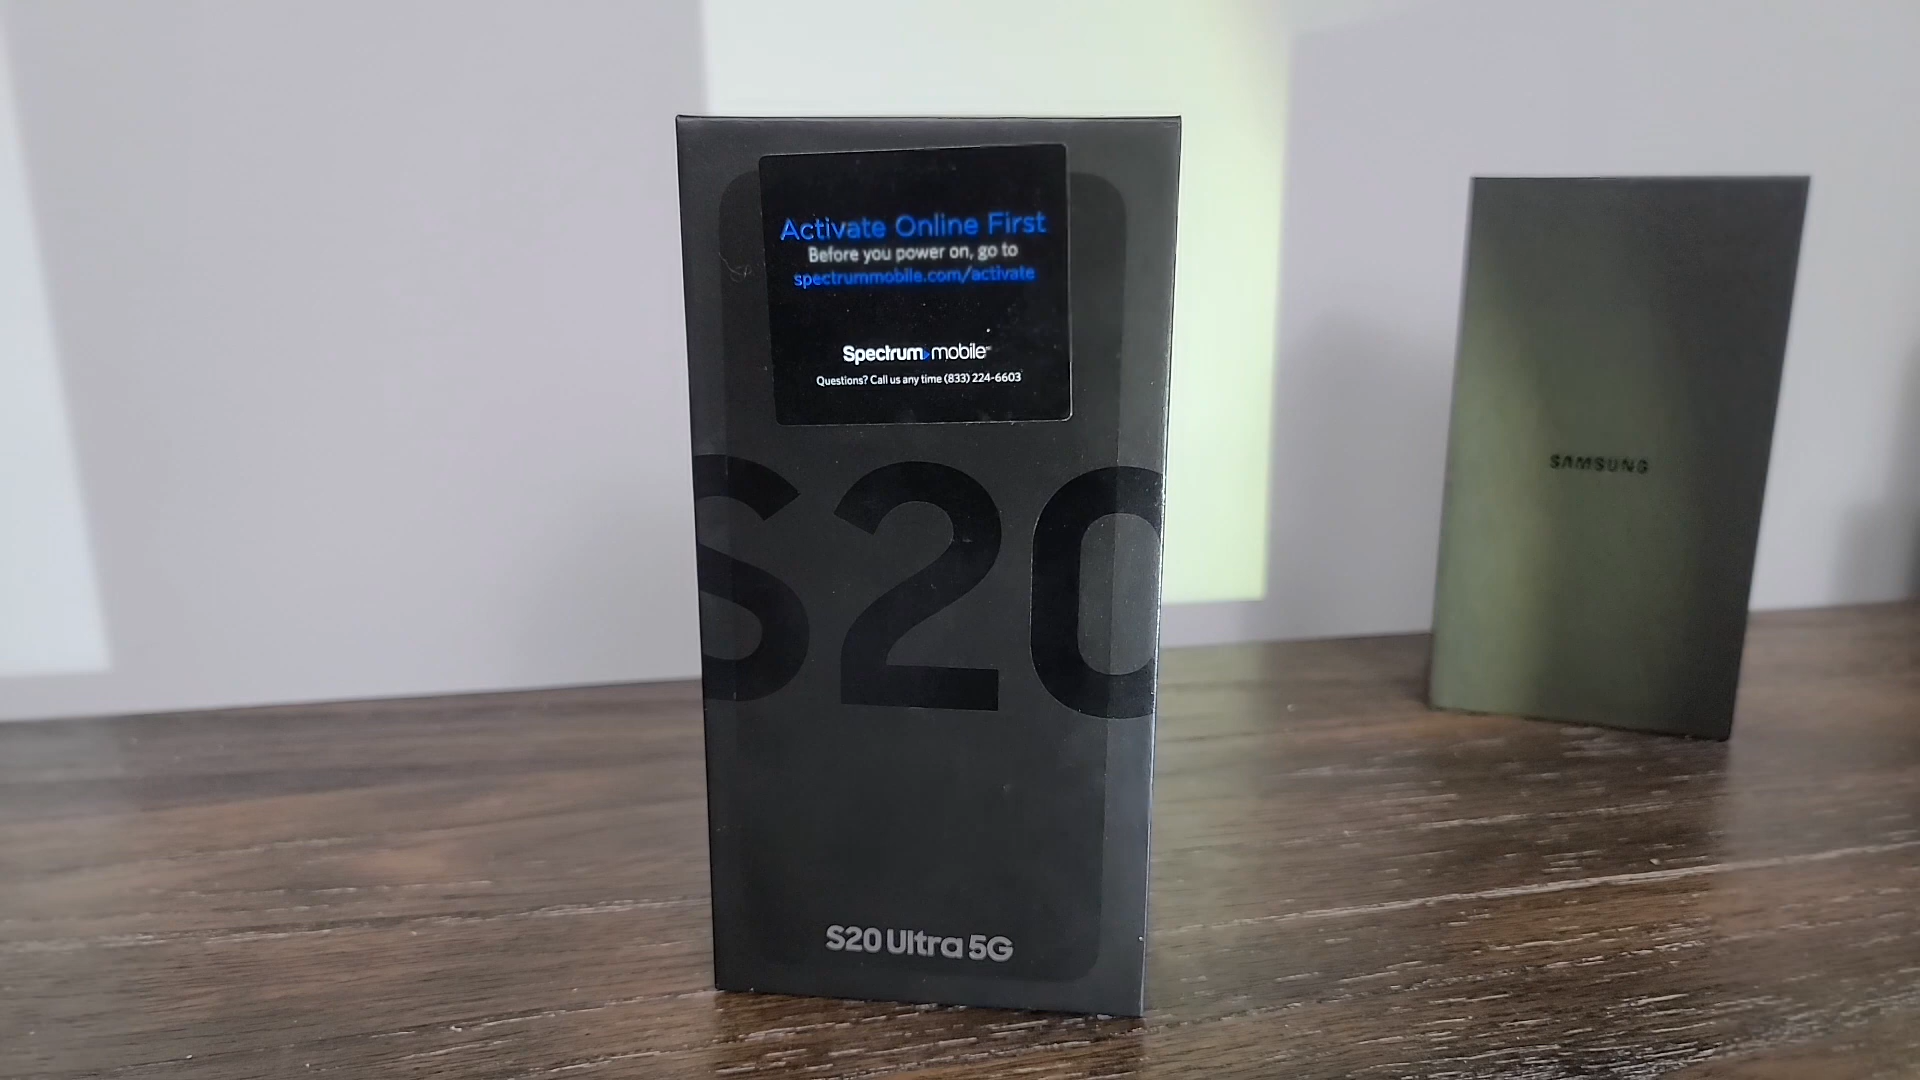 Activate Online First
Before you power on, go to
spectrummobile.com/activate
Spectrum mobile
Questions? Call us any time (833) 224-6603
S20
S20 Ultra 5G
SAMSUNG